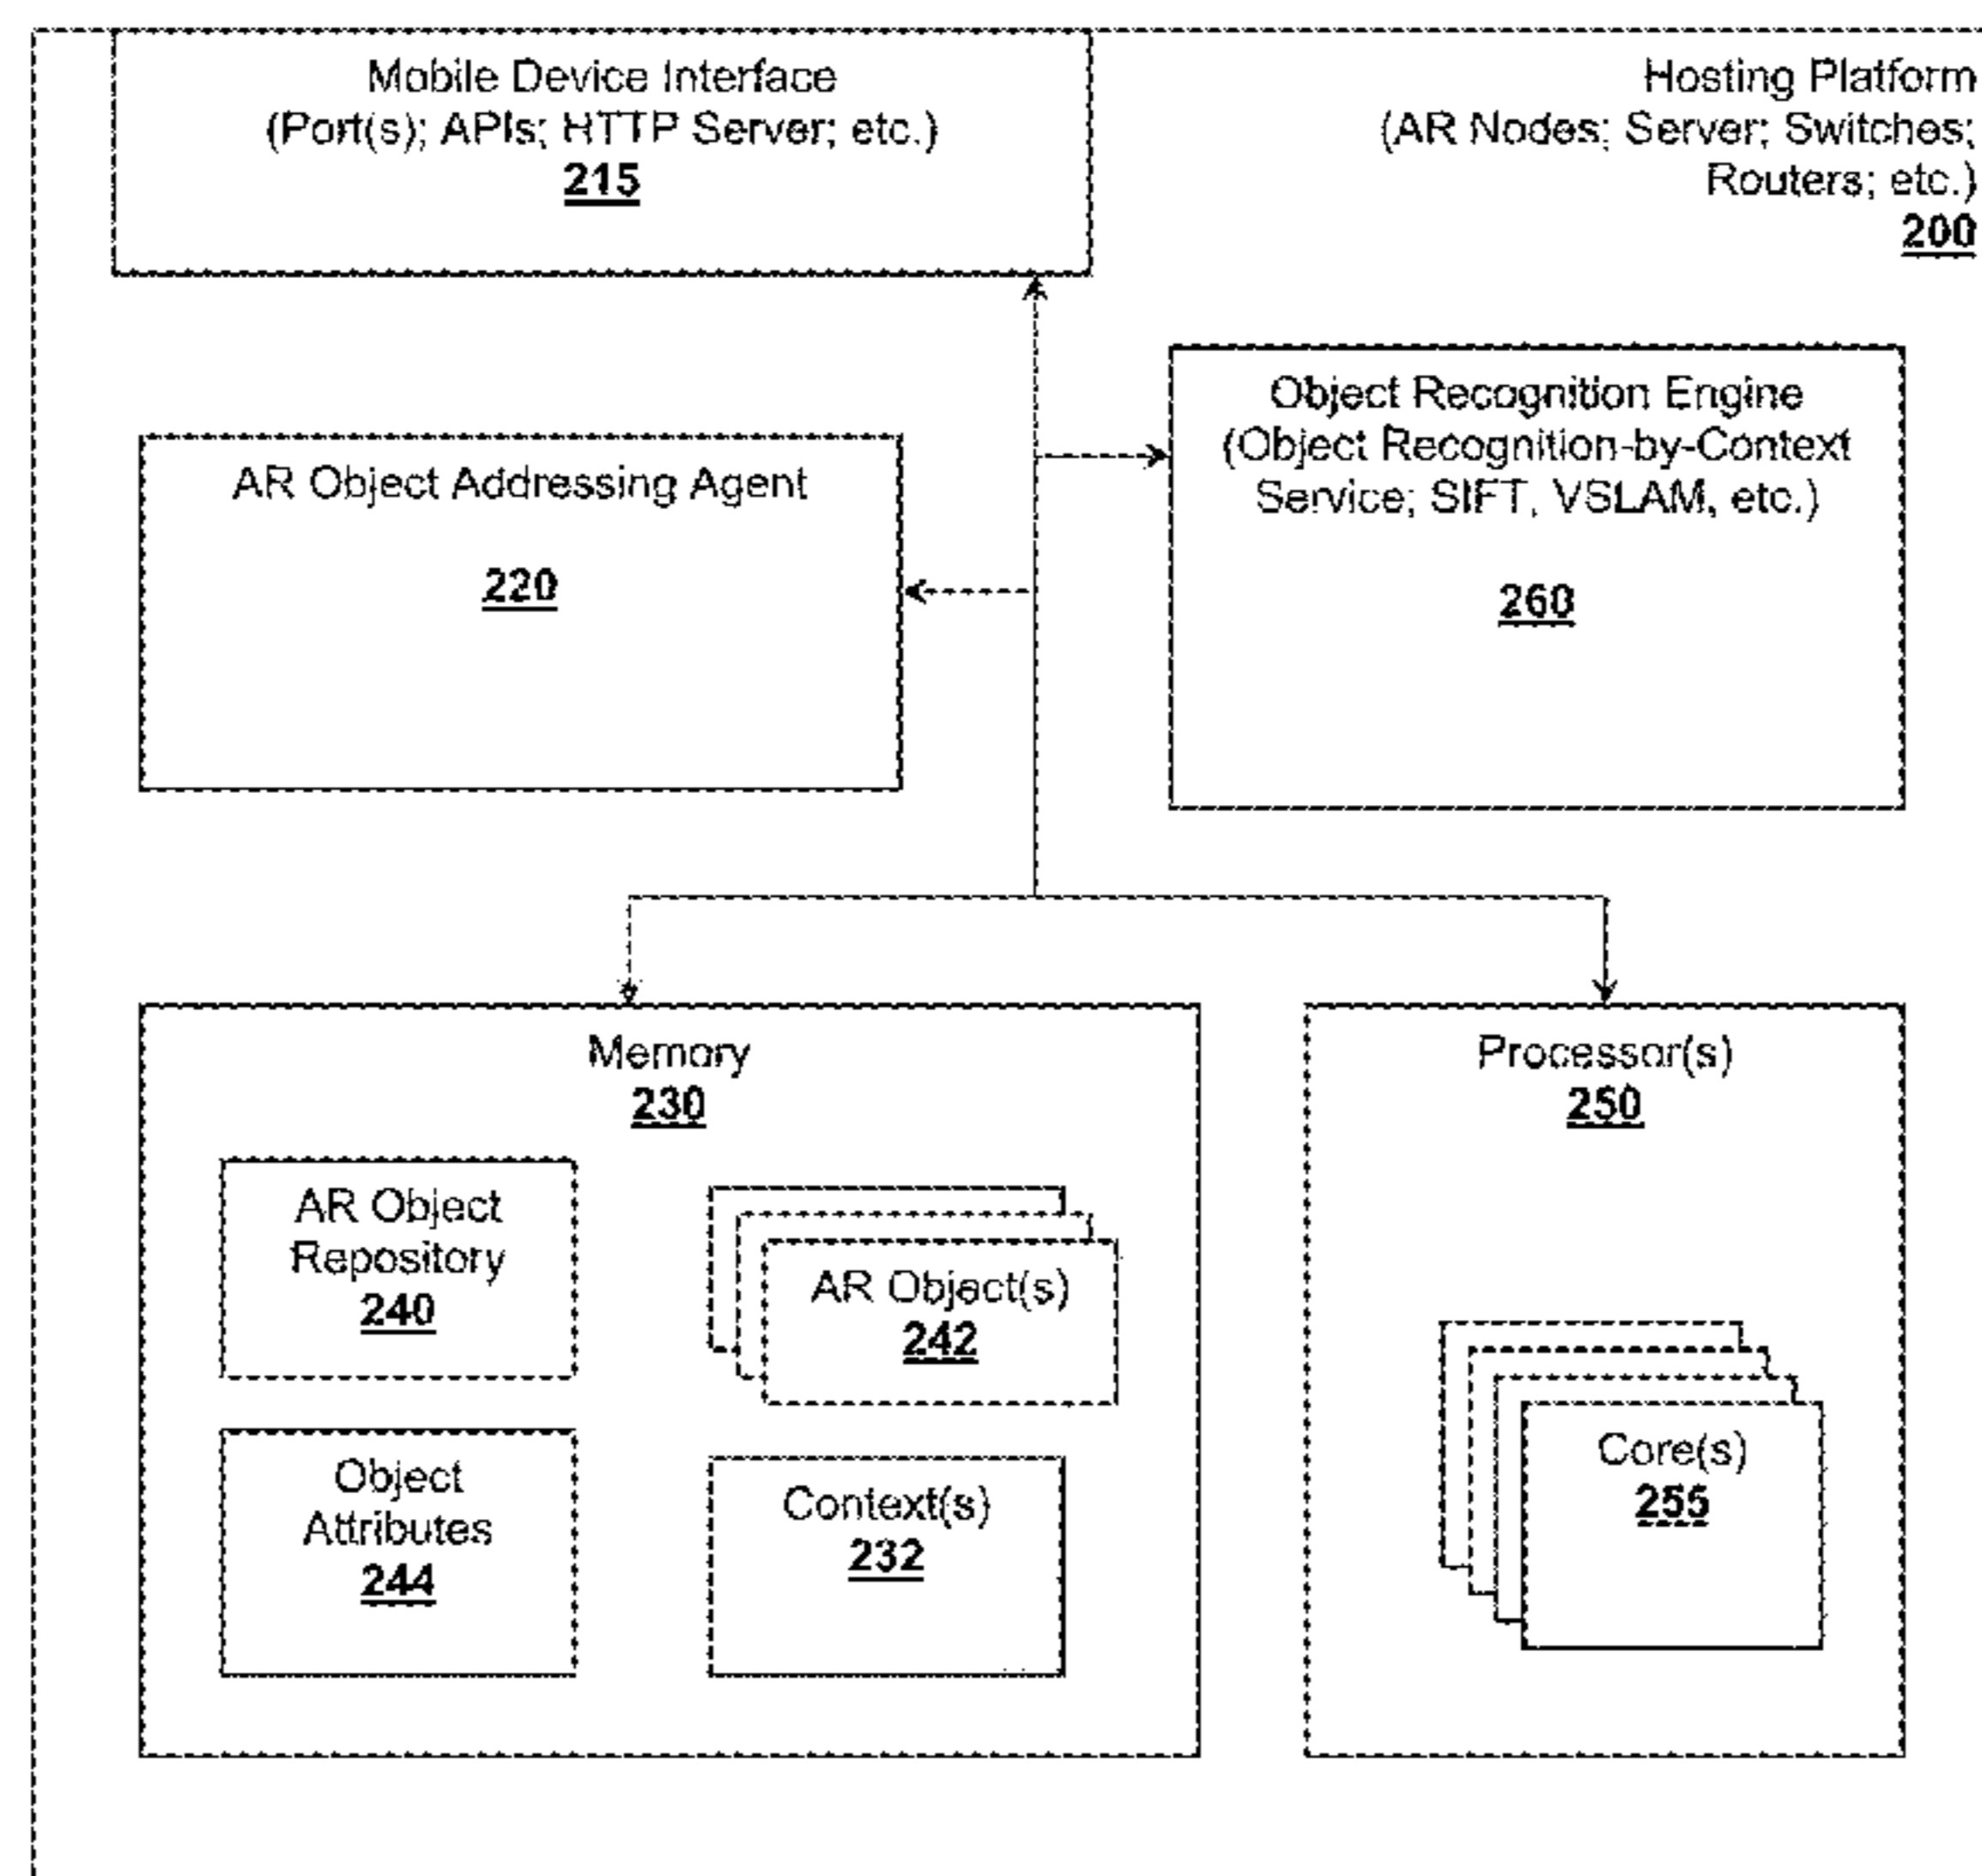 Mobile Device Interface
(Port(s); APIs; HTTP Server; etc.)
215
Hosting Platform
(AR Nodes; Server; Switches;
Routers; etc.)
200
Object Recognition Engine
(Object Recognition-by-Context
Service; SIFT, VSLAM, etc.)
260
AR Object Addressing Agent
220
Memory
230
AR Object
Repository
240
AR Object(s)
242
Object
Attributes
244
Context(s)
232
Processor(s)
250
Core(s)
255